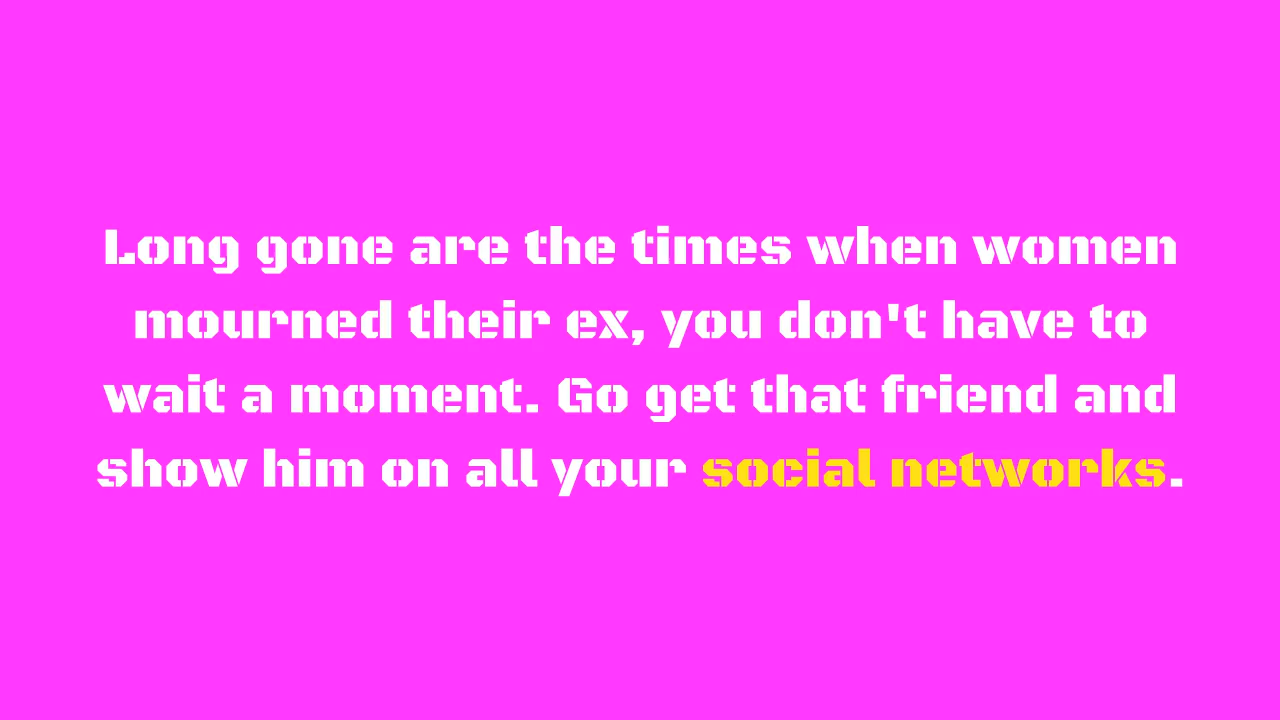 Long gone are the times when women
mourned their ex, you don't have to
wait a moment. Go get that friend and
show him on all your social networks.